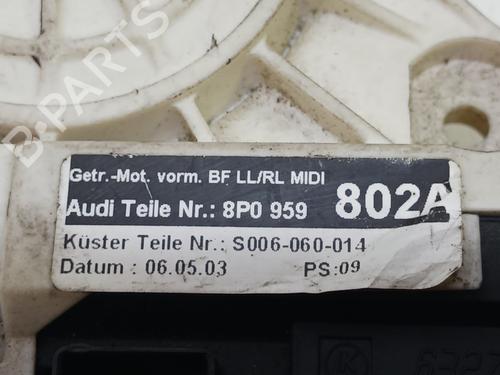 Getr.-Mot. vorm. BF LL/RL MIDI
Audi Teile Nr.: 8P0 959 802A
Küster Teile Nr.: S006-060-014
Datum : 06.05.03 PS:09
B-PARTS
K